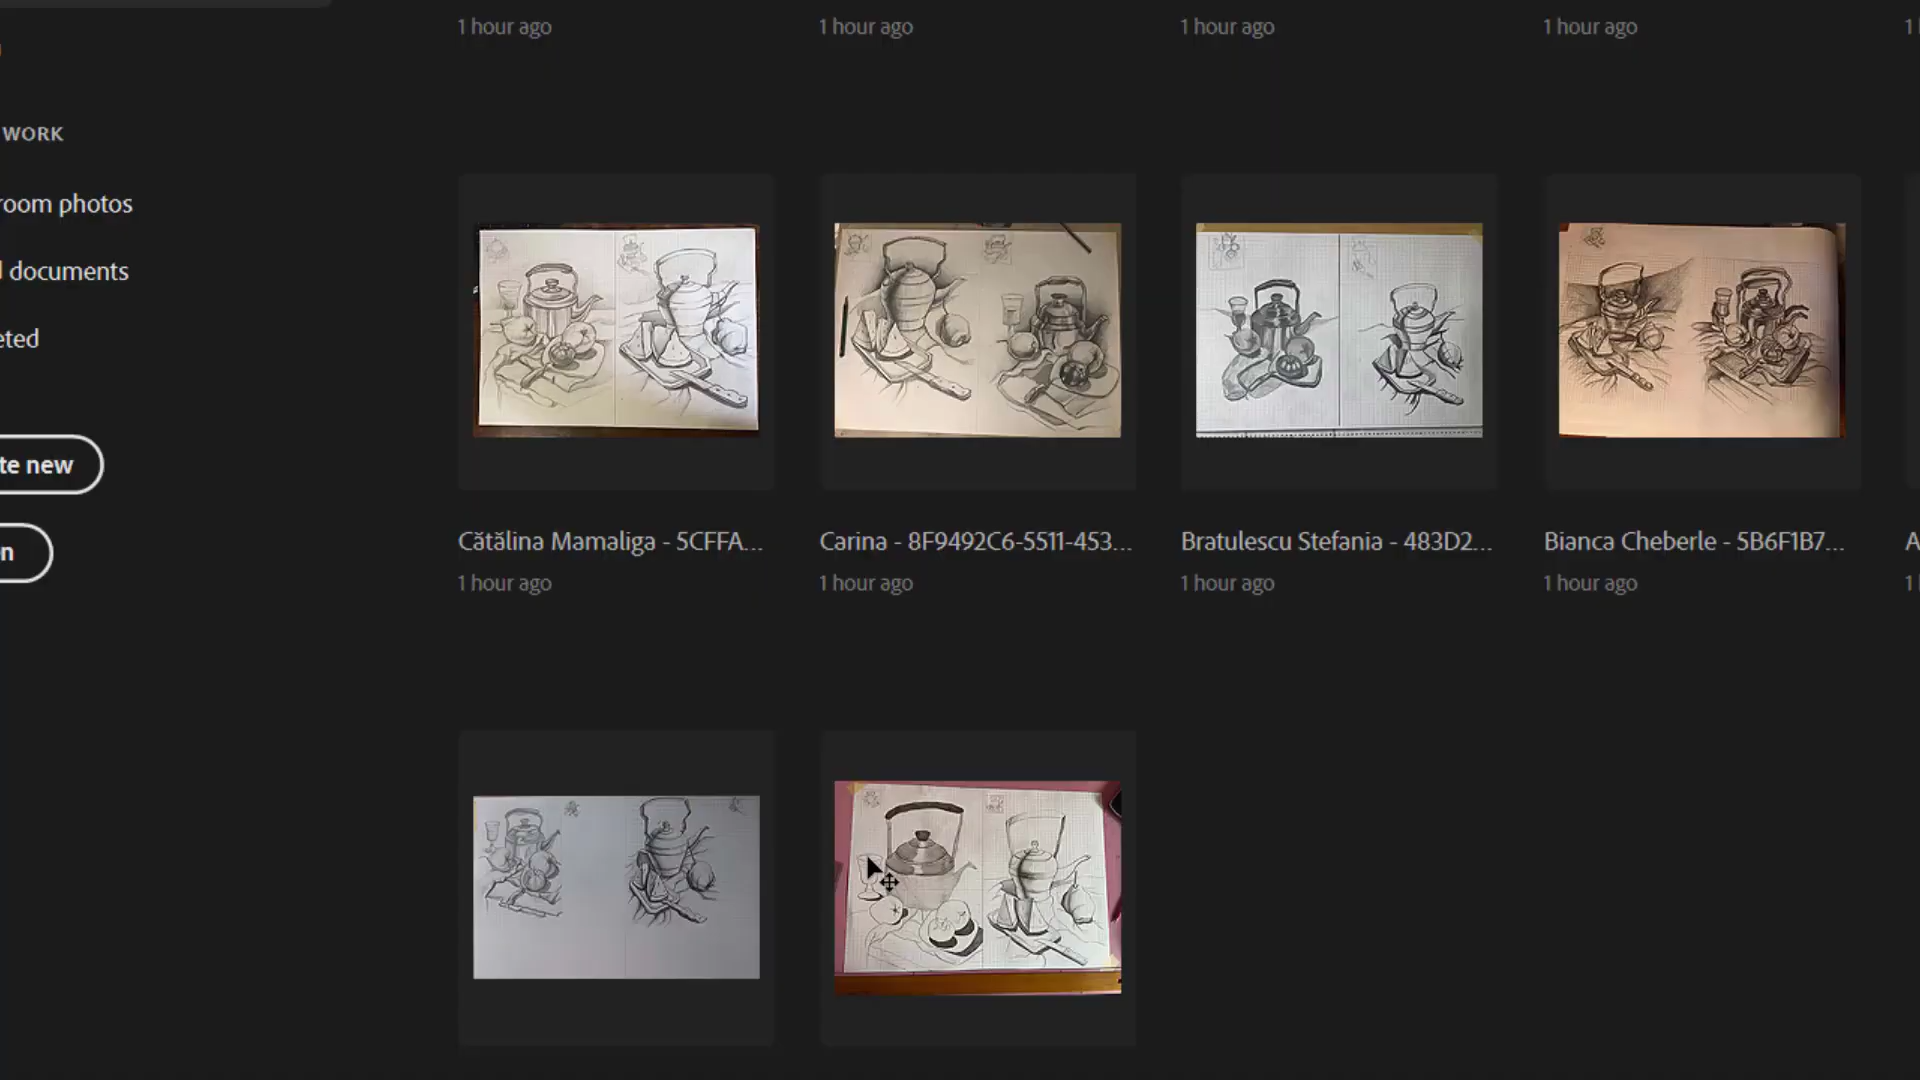 1 hour ago
1 hour ago
1 hour ago
1 hour ago
WORK
room photos
documents
eted
te new
n
Cătălina Mamaliga - 5CFFA...
Carina - 8F9492C6-5511-453...
Bratulescu Stefania - 483D2...
Bianca Cheberle - 5B6F1B7...
A
1 hour ago
1 hour ago
1 hour ago
1 hour ago